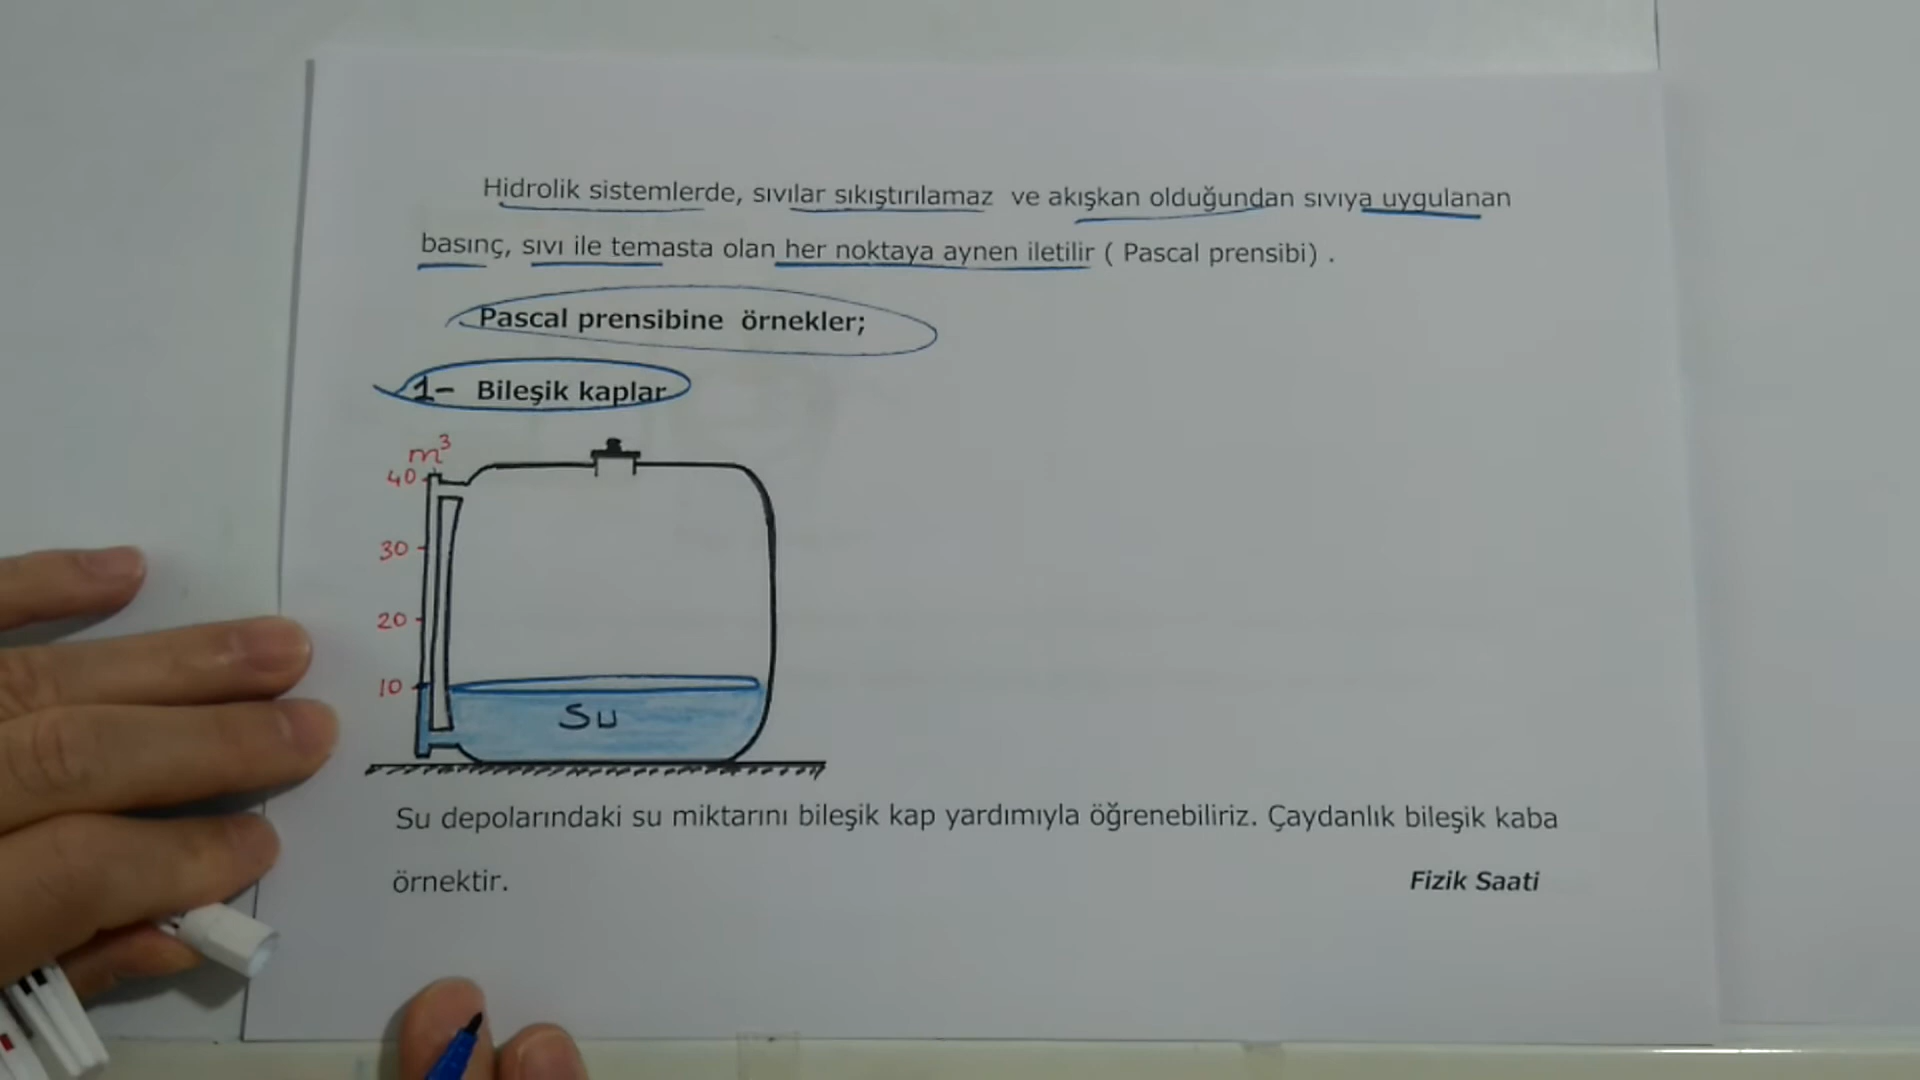 Hidrolik sistemlerde, sıvılar sıkıştırılamaz ve akışkan olduğundan sıvıya uygulanan
basınç, sıvı ile temasta olan her noktaya aynen iletilir ( Pascal prensibi) .
Pascal prensibine örnekler;
1- Bileşik kaplar
m³
40
30
20
10
Su
Su depolarındaki su miktarını bileşik kap yardımıyla öğrenebiliriz. Çaydanlık bileşik kaba
örnektir.
Fizik Saati